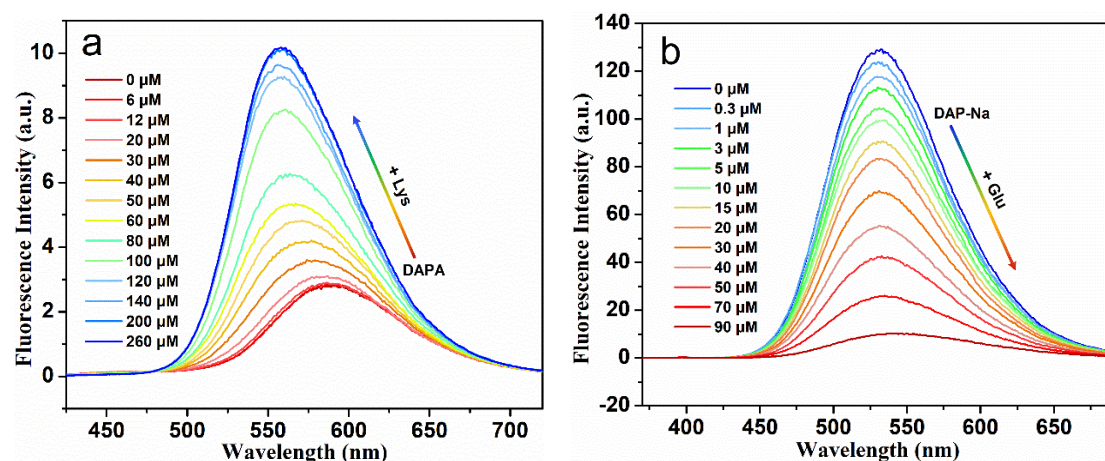 a
Fluorescence Intensity (a.u.)
10
8
6
4
2
0
0 µM
6 µM
12 µM
20 µM
30 µM
40 µM
50 µM
60 µM
80 µM
100 µM
120 µM
140 µM
200 µM
260 µM
+ Lys
DAPA
450 500 550 600 650 700
Wavelength (nm)
b
Fluorescence Intensity (a.u.)
140
120
100
80
60
40
20
0
-20
0 µM
0.3 µM
1 µM
3 µM
5 µM
10 µM
15 µM
20 µM
30 µM
40 µM
50 µM
70 µM
90 µM
DAP-Na
+ Glu
400 450 500 550 600 650
Wavelength (nm)